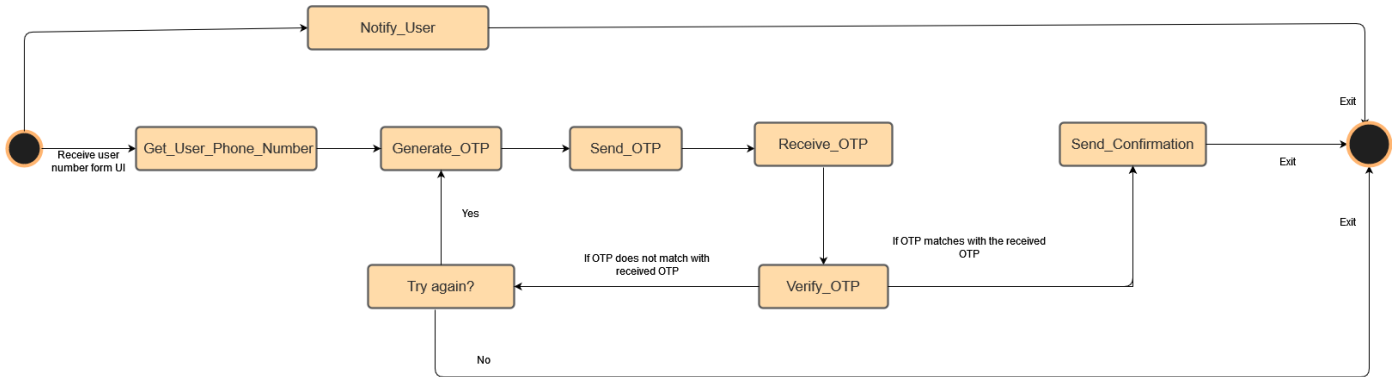 Notify_User
Exit
Get_User_Phone_Number
Generate_OTP
Send_OTP
Receive_OTP
Send_Confirmation
Receive user
number form UI
Exit
Yes
Exit
If OTP does not match with
received OTP
If OTP matches with the received
OTP
Try again?
Verify_OTP
No